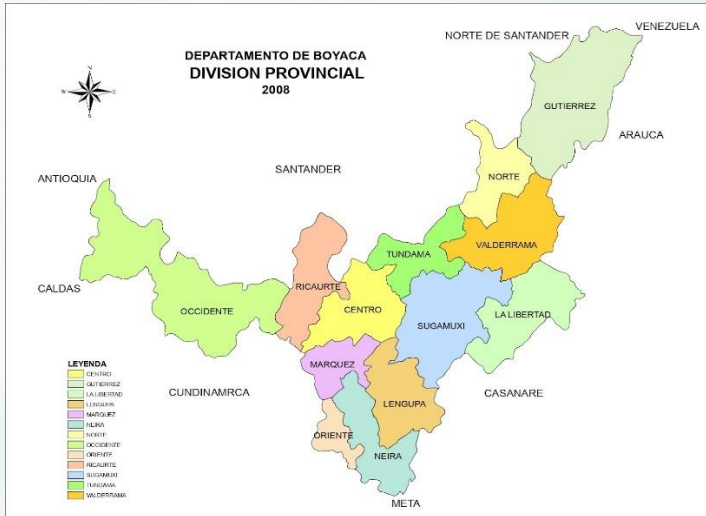 DEPARTAMENTO DE BOYACA
DIVISION PROVINCIAL
2008
N
W
E
S
NORTE DE SANTANDER
VENEZUELA
GUTIERREZ
ARAUCA
SANTANDER
NORTE
ANTIOQUIA
VALDERRAMA
TUNDAMA
CALDAS
RICAURTE
OCCIDENTE
CENTRO
LA LIBERTAD
SUGAMUXI
MARQUEZ
CUNDINAMRCA
CASANARE
LENGUPA
ORIENTE
NEIRA
META
LEYENDA
CENTRO
GUTIERREZ
LA LIBERTAD
LENGUPA
MARQUEZ
NEIRA
NORTE
OCCIDENTE
ORIENTE
RICAURTE
SUGAMUXI
TUNDAMA
VALDERRAMA